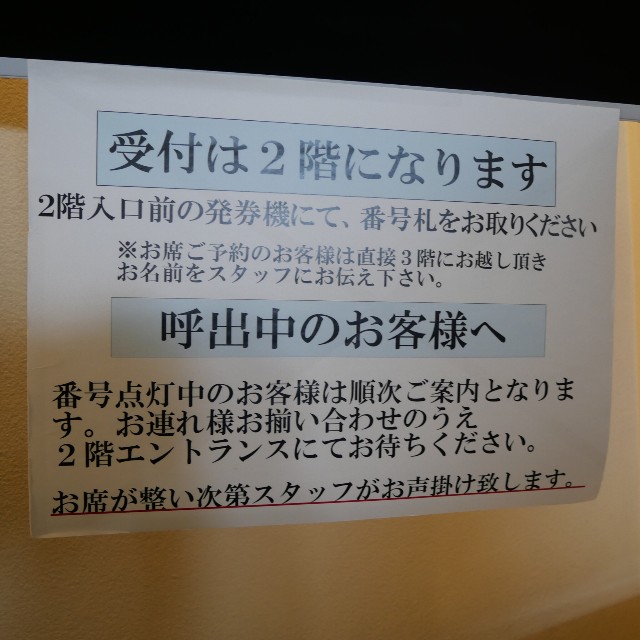 受付は２階になります
2階入口前の発券機にて、番号札をお取りください
※お席ご予約のお客様は直接３階にお越し頂き
お名前をスタッフにお伝え下さい。
呼出中のお客様へ
番号点灯中のお客様は順次ご案内となりま
す。お連れ様お揃い合わせのうえ
２階エントランスにてお待ちください。
お席が整い次第スタッフがお声掛け致します。